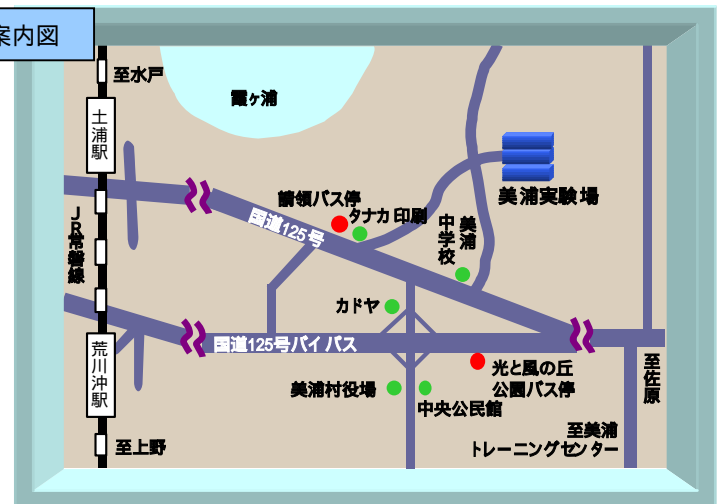 案内図
至水戸
霞ヶ浦
土浦駅
美浦実験場
請領バス停
タナカ印刷
国道125号
美浦
中学校
JR常磐線
カドヤ
国道125号バイパス
荒川沖駅
光と風の丘
公園バス停
至佐原
美浦村役場
中央公民館
至美浦
トレーニングセンター
至上野